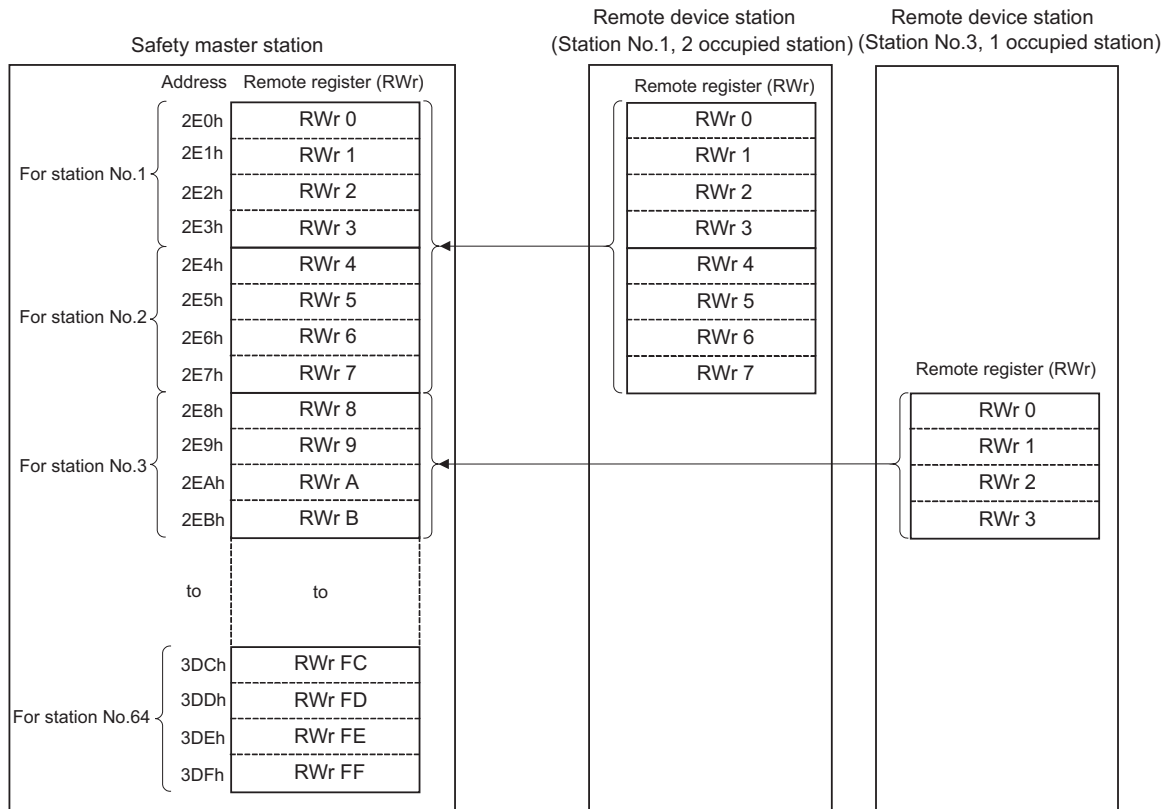 Safety master station
Address Remote register (RWr)
For station No.1
2E0h RWr 0
2E1h RWr 1
2E2h RWr 2
2E3h RWr 3
For station No.2
2E4h RWr 4
2E5h RWr 5
2E6h RWr 6
2E7h RWr 7
For station No.3
2E8h RWr 8
2E9h RWr 9
2EAh RWr A
2EBh RWr B
to to
For station No.64
3DCh RWr FC
3DDh RWr FD
3DEh RWr FE
3DFh RWr FF
Remote device station
(Station No.1, 2 occupied station)
Remote register (RWr)
RWr 0
RWr 1
RWr 2
RWr 3
RWr 4
RWr 5
RWr 6
RWr 7
Remote device station
(Station No.3, 1 occupied station)
Remote register (RWr)
RWr 0
RWr 1
RWr 2
RWr 3